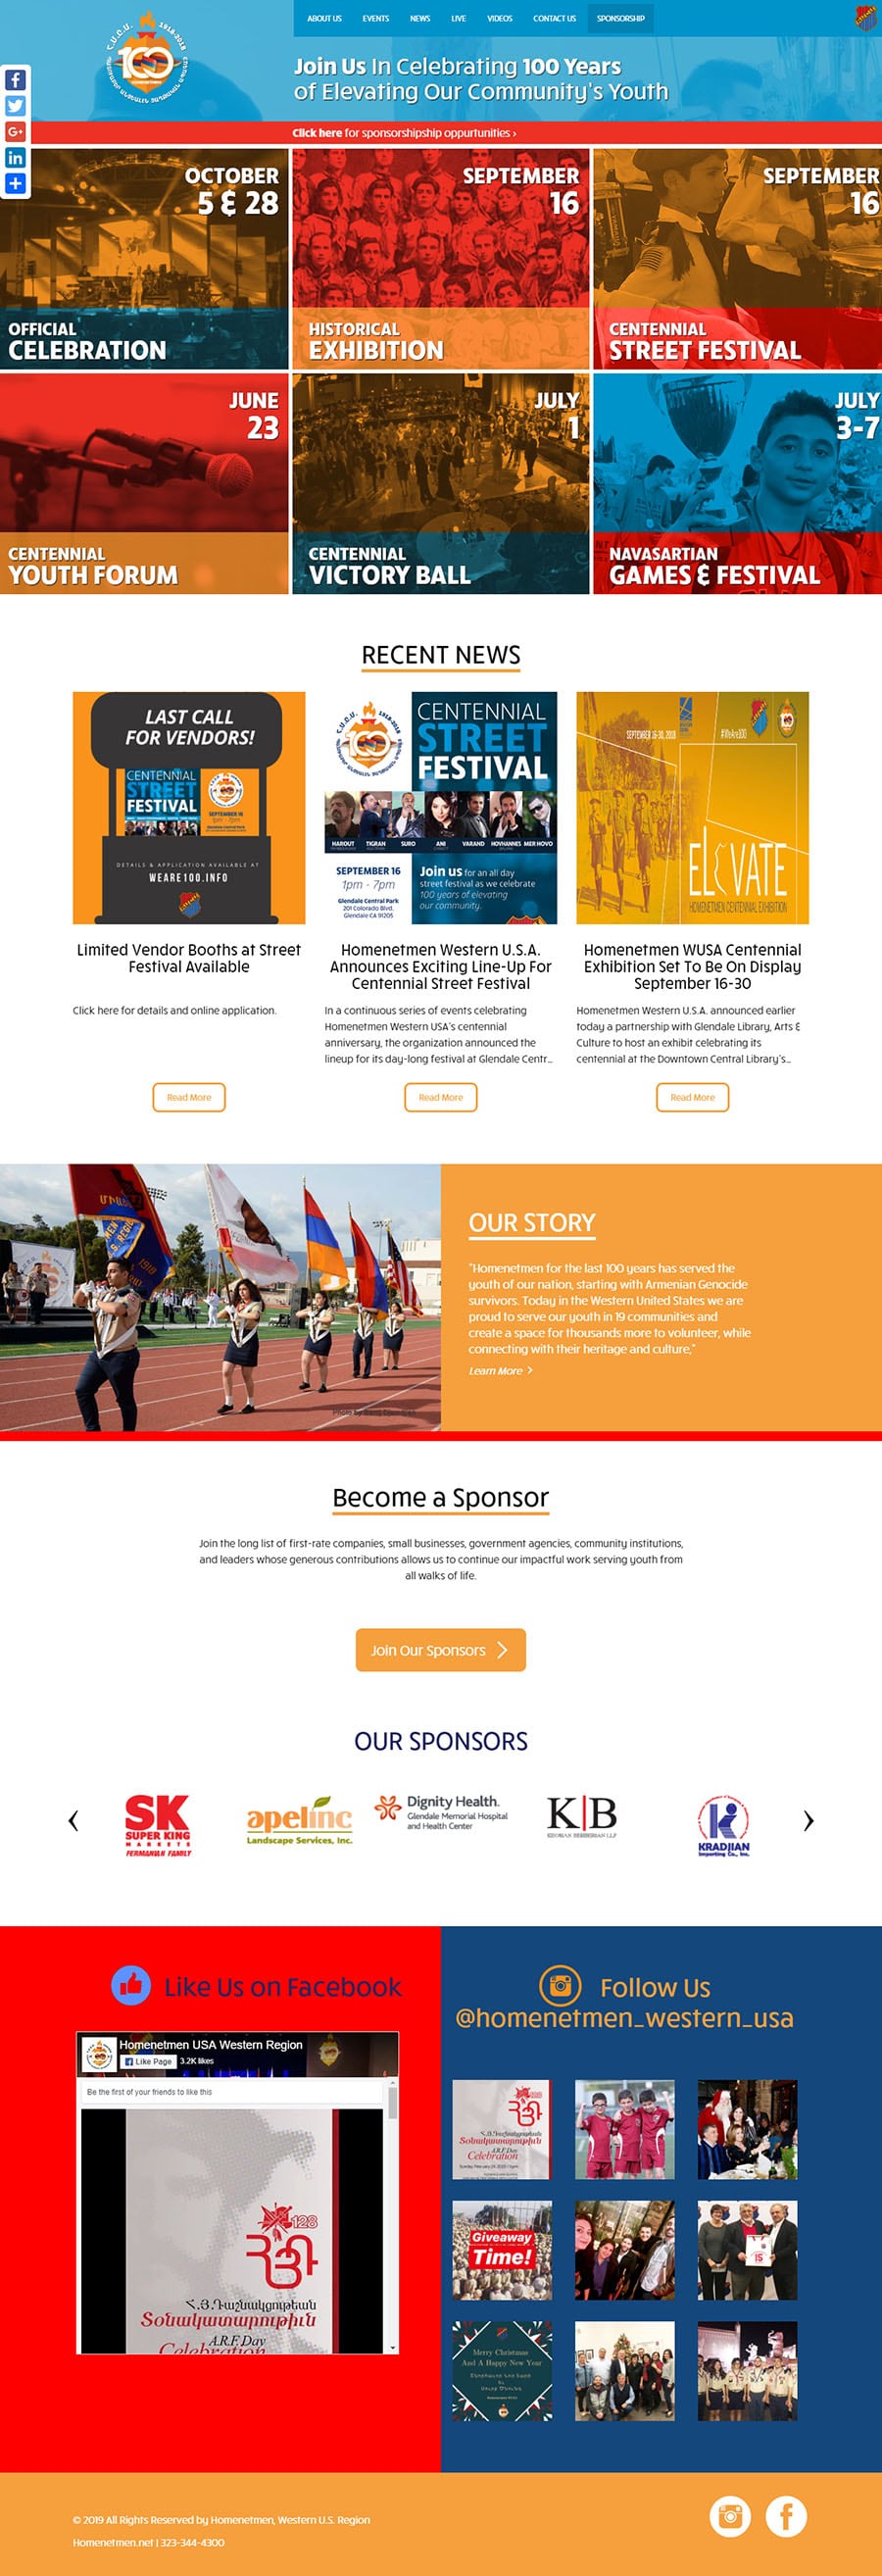 ABOUT US EVENTS NEWS LIVE VIDEOS CONTACT US SPONSORSHIP
Հ.Մ.Ը.Մ. 1918-2018
100
Join Us In Celebrating 100 Years
of Elevating Our Community's Youth
Click here for sponsorshipship oppurtunities ›
OCTOBER
5 & 28
OFFICIAL
CELEBRATION
SEPTEMBER
16
HISTORICAL
EXHIBITION
SEPTEMBER
16
CENTENNIAL
STREET FESTIVAL
JUNE
23
CENTENNIAL
YOUTH FORUM
JULY
1
CENTENNIAL
VICTORY BALL
JULY
3-7
NAVASARTIAN
GAMES & FESTIVAL
RECENT NEWS
LAST CALL
FOR VENDORS!
CENTENNIAL
STREET
FESTIVAL
SEPTEMBER 16
1pm - 7pm
DETAILS & APPLICATION AVAILABLE AT
WEARE100.INFO
1918-2018
100
CENTENNIAL
STREET
FESTIVAL
HAROUT TIGRAN SURO ANI VARAND HOVHANNES MER HOVO
SEPTEMBER 16
1pm - 7pm
Glendale Central Park
201 Colorado Blvd.
Glendale CA 91205
Join us for an all day
street festival as we celebrate
100 years of elevating
our community.
SEPTEMBER 16-30, 2018
#WeAre100
ELEVATE
HOMENETMEN CENTENNIAL EXHIBITION
Limited Vendor Booths at Street
Festival Available
Click here for details and online application.
Read More
Homenetmen Western U.S.A.
Announces Exciting Line-Up For
Centennial Street Festival
In a continuous series of events celebrating
Homenetmen Western USA's centennial
anniversary, the organization announced the
lineup for its day-long festival at Glendale Centr...
Read More
Homenetmen WUSA Centennial
Exhibition Set To Be On Display
September 16-30
Homenetmen Western U.S.A. announced earlier
today a partnership with Glendale Library, Arts &
Culture to host an exhibit celebrating its
centennial at the Downtown Central Library's...
Read More
1918
OUR STORY
"Homenetmen for the last 100 years has served the
youth of our nation, starting with Armenian Genocide
survivors. Today in the Western United States we are
proud to serve our youth in 19 communities and
create a space for thousands more to volunteer, while
connecting with their heritage and culture,"
Learn More ›
Become a Sponsor
Join the long list of first-rate companies, small businesses, government agencies, community institutions,
and leaders whose generous contributions allows us to continue our impactful work serving youth from
all walks of life.
Join Our Sponsors
OUR SPONSORS
SK
SUPER KING
MARKETS
FERMANIAN FAMILY
apelinc
Landscape Services, Inc.
Dignity Health.
Glendale Memorial Hospital
and Health Center
K|B
KRADJIAN
Importing Co., Inc.
Like Us on Facebook
Homenetmen USA Western Region
Like Page 3.2K likes
Be the first of your friends to like this
128
Հ.Յ.Դաշնակցութեան
Տօնակատարութիւն
A.R.F. Day
Celebration
Follow Us
@homenetmen_western_usa
Հ.Յ.Դաշնակցութեան
Տօնակատարութիւն
A.R.F. Day
Celebration
Giveaway
Time!
15
Merry Christmas
And A Happy New Year
© 2019 All Rights Reserved by Homenetmen, Western U.S. Region
Homenetmen.net | 323-344-4300